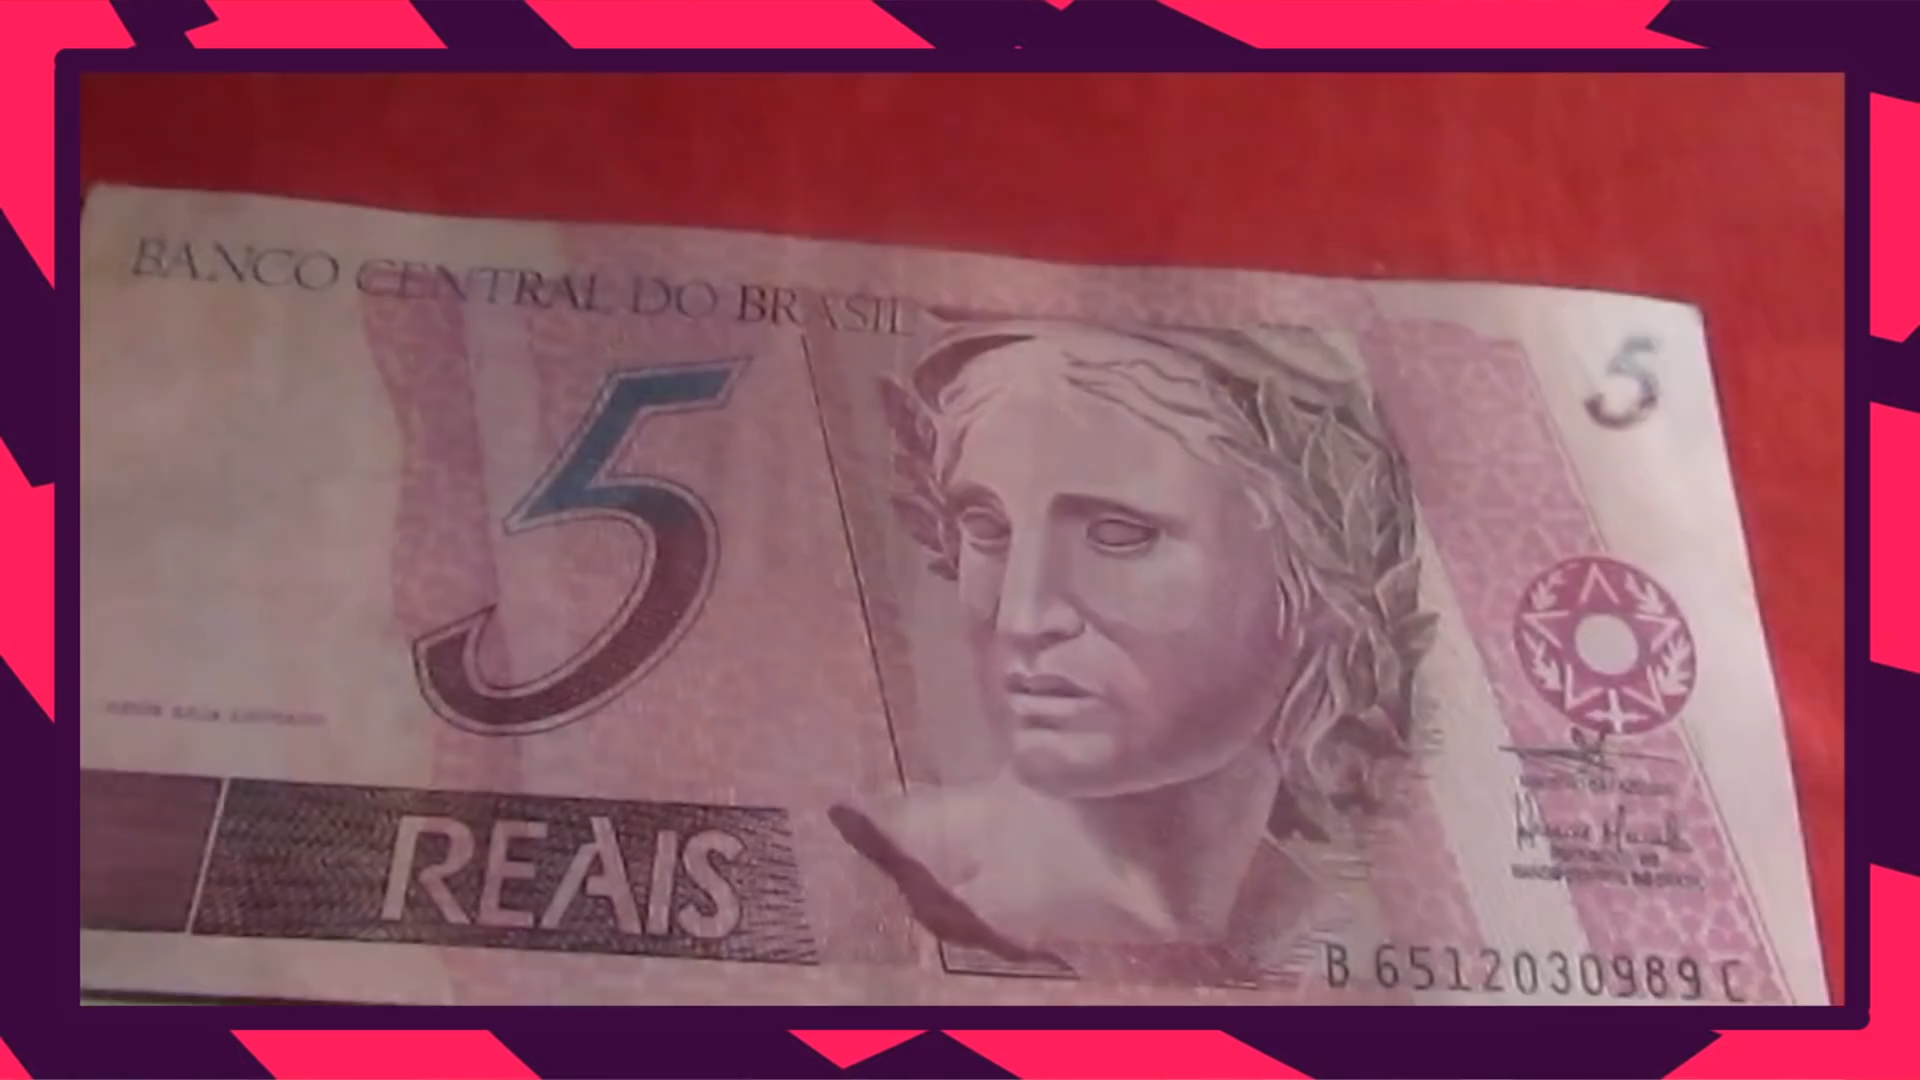 BANCO CENTRAL DO BRASIL
5
5
REAIS
B 6512030989 C